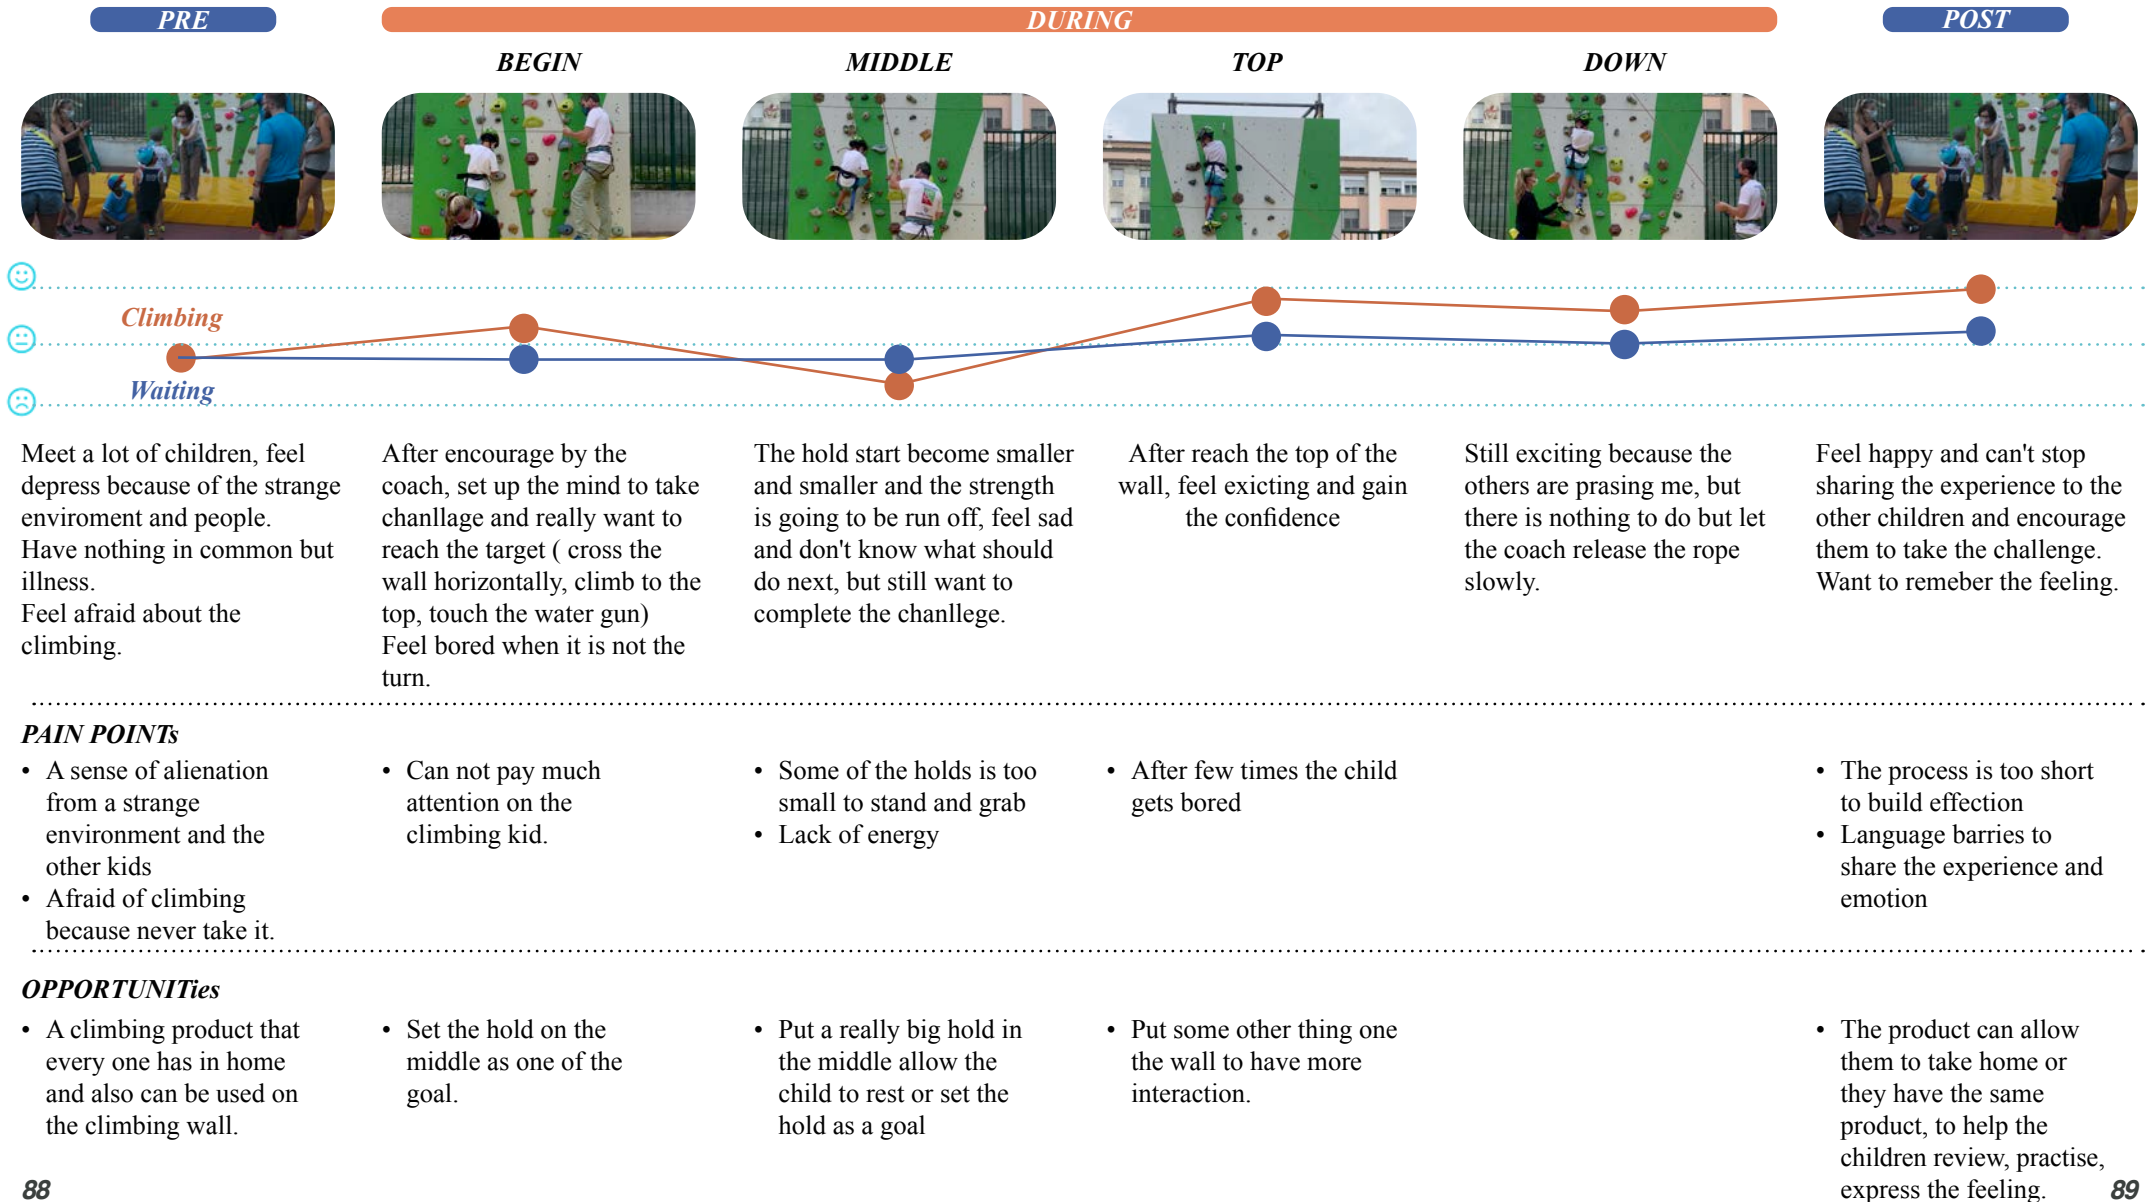 PRE
DURING
POST
BEGIN
MIDDLE
TOP
DOWN
Climbing
Waiting
Meet a lot of children, feel
depress because of the strange
enviroment and people.
Have nothing in common but
illness.
Feel afraid about the
climbing.
After encourage by the
coach, set up the mind to take
chanllage and really want to
reach the target ( cross the
wall horizontally, climb to the
top, touch the water gun)
Feel bored when it is not the
turn.
The hold start become smaller
and smaller and the strength
is going to be run off, feel sad
and don't know what should
do next, but still want to
complete the chanllege.
After reach the top of the
wall, feel exicting and gain
the confidence
Still exciting because the
others are prasing me, but
there is nothing to do but let
the coach release the rope
slowly.
Feel happy and can't stop
sharing the experience to the
other children and encourage
them to take the challenge.
Want to remeber the feeling.
PAIN POINTs
• A sense of alienation
from a strange
environment and the
other kids
• Afraid of climbing
because never take it.
• Can not pay much
attention on the
climbing kid.
• Some of the holds is too
small to stand and grab
• Lack of energy
• After few times the child
gets bored
• The process is too short
to build effection
• Language barries to
share the experience and
emotion
OPPORTUNITies
• A climbing product that
every one has in home
and also can be used on
the climbing wall.
• Set the hold on the
middle as one of the
goal.
• Put a really big hold in
the middle allow the
child to rest or set the
hold as a goal
• Put some other thing one
the wall to have more
interaction.
• The product can allow
them to take home or
they have the same
product, to help the
children review, practise,
express the feeling.
88
89